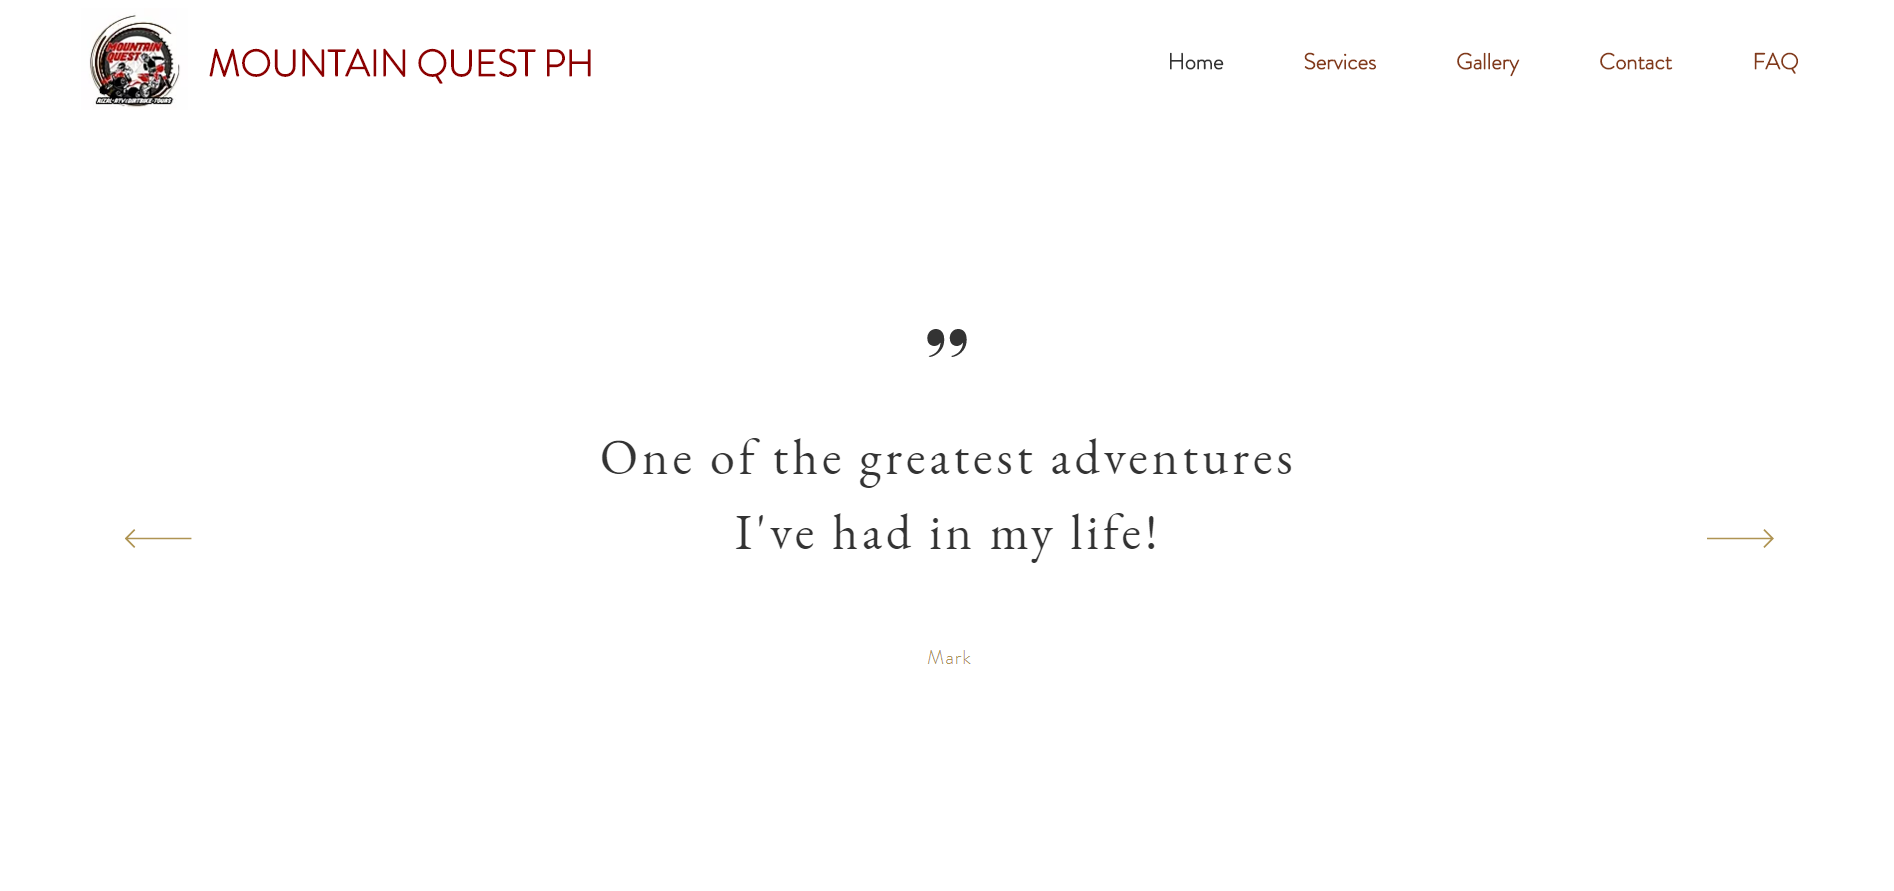 MOUNTAIN QUEST
RIZAL-ATV&DIRTBIKE-TOURS
MOUNTAIN QUEST PH
Home
Services
Gallery
Contact
FAQ
”
One of the greatest adventures
I've had in my life!
Mark